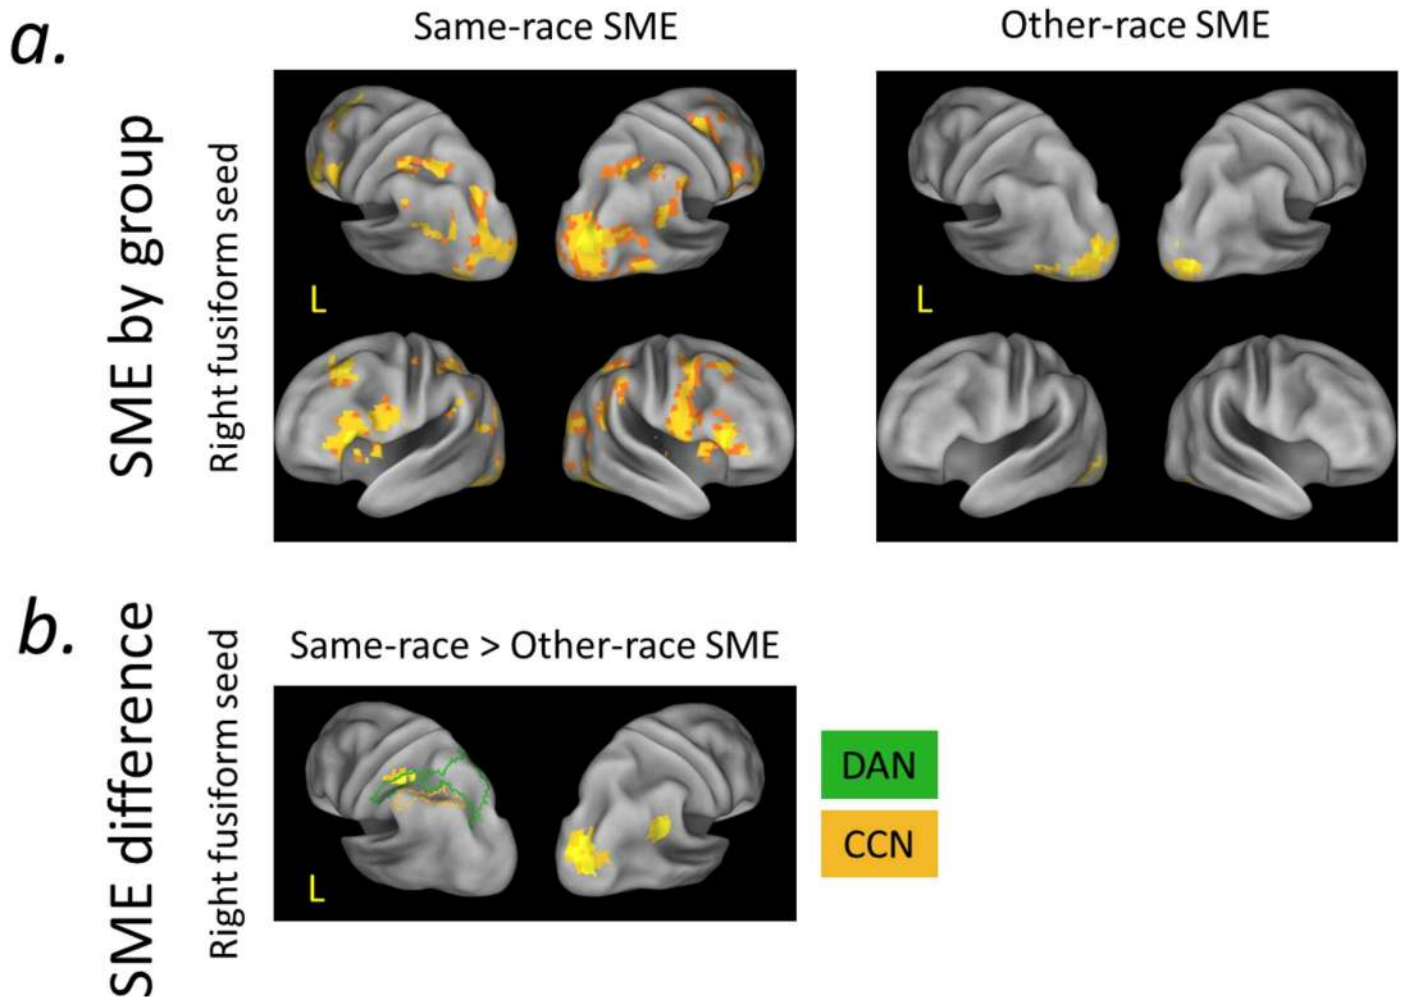 a.
Same-race SME
Other-race SME
SME by group
Right fusiform seed
L
L
b.
SME difference
Right fusiform seed
Same-race > Other-race SME
L
DAN
CCN